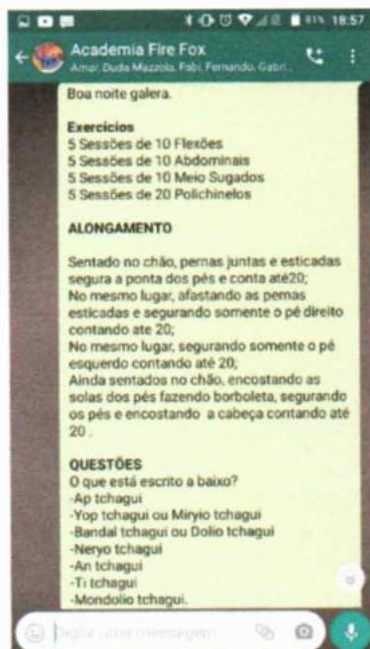 81% 18:57
Academia Fire Fox
Amor, Duda Mazzola, Fabi, Fernando, Gabri...
Boa noite galera.
Exercícios
5 Sessões de 10 Flexões
5 Sessões de 10 Abdominais
5 Sessões de 10 Meio Sugados
5 Sessões de 20 Polichinelos
ALONGAMENTO
Sentado no chão, pernas juntas e esticadas
segura a ponta dos pés e conta até20;
No mesmo lugar, afastando as pernas
esticadas e segurando somente o pé direito
contando ate 20;
No mesmo lugar, segurando somente o pé
esquerdo contando até 20;
Ainda sentados no chão, encostando as
solas dos pés fazendo borboleta, segurando
os pés e encostando a cabeça contando até
20 .
QUESTÕES
O que está escrito a baixo?
-Ap tchagui
-Yop tchagui ou Miryio tchagui
-Bandal tchagui ou Dolio tchagui
-Neryo tchagui
-An tchagui
-Ti tchagui
-Mondolio tchagui.
Digite uma mensagem